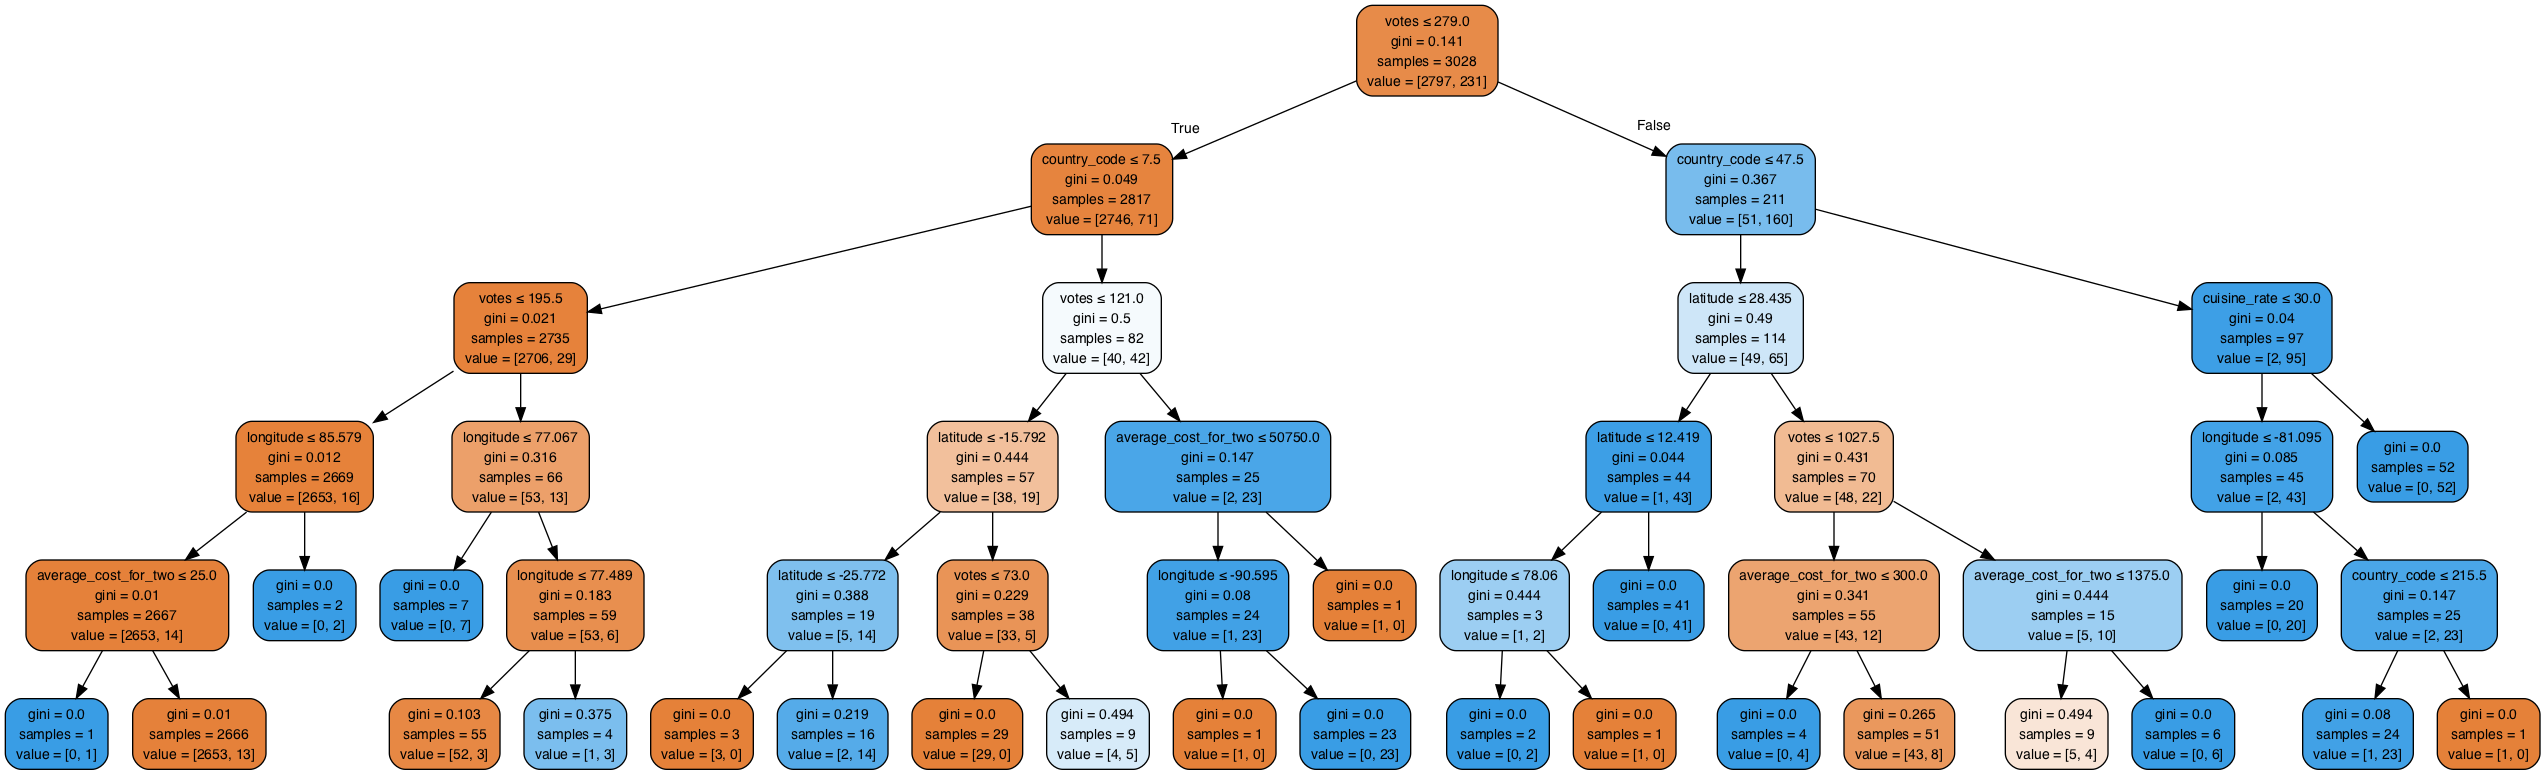 votes ≤ 279.0
gini = 0.141
samples = 3028
value = [2797, 231]
True
False
country_code ≤ 7.5
gini = 0.049
samples = 2817
value = [2746, 71]
country_code ≤ 47.5
gini = 0.367
samples = 211
value = [51, 160]
votes ≤ 195.5
gini = 0.021
samples = 2735
value = [2706, 29]
votes ≤ 121.0
gini = 0.5
samples = 82
value = [40, 42]
latitude ≤ 28.435
gini = 0.49
samples = 114
value = [49, 65]
cuisine_rate ≤ 30.0
gini = 0.04
samples = 97
value = [2, 95]
longitude ≤ 85.579
gini = 0.012
samples = 2669
value = [2653, 16]
longitude ≤ 77.067
gini = 0.316
samples = 66
value = [53, 13]
latitude ≤ -15.792
gini = 0.444
samples = 57
value = [38, 19]
average_cost_for_two ≤ 50750.0
gini = 0.147
samples = 25
value = [2, 23]
latitude ≤ 12.419
gini = 0.044
samples = 44
value = [1, 43]
votes ≤ 1027.5
gini = 0.431
samples = 70
value = [48, 22]
longitude ≤ -81.095
gini = 0.085
samples = 45
value = [2, 43]
gini = 0.0
samples = 52
value = [0, 52]
average_cost_for_two ≤ 25.0
gini = 0.01
samples = 2667
value = [2653, 14]
gini = 0.0
samples = 2
value = [0, 2]
gini = 0.0
samples = 7
value = [0, 7]
longitude ≤ 77.489
gini = 0.183
samples = 59
value = [53, 6]
latitude ≤ -25.772
gini = 0.388
samples = 19
value = [5, 14]
votes ≤ 73.0
gini = 0.229
samples = 38
value = [33, 5]
longitude ≤ -90.595
gini = 0.08
samples = 24
value = [1, 23]
gini = 0.0
samples = 1
value = [1, 0]
longitude ≤ 78.06
gini = 0.444
samples = 3
value = [1, 2]
gini = 0.0
samples = 41
value = [0, 41]
average_cost_for_two ≤ 300.0
gini = 0.341
samples = 55
value = [43, 12]
average_cost_for_two ≤ 1375.0
gini = 0.444
samples = 15
value = [5, 10]
gini = 0.0
samples = 20
value = [0, 20]
country_code ≤ 215.5
gini = 0.147
samples = 25
value = [2, 23]
gini = 0.0
samples = 1
value = [0, 1]
gini = 0.01
samples = 2666
value = [2653, 13]
gini = 0.103
samples = 55
value = [52, 3]
gini = 0.375
samples = 4
value = [1, 3]
gini = 0.0
samples = 3
value = [3, 0]
gini = 0.219
samples = 16
value = [2, 14]
gini = 0.0
samples = 29
value = [29, 0]
gini = 0.494
samples = 9
value = [4, 5]
gini = 0.0
samples = 1
value = [1, 0]
gini = 0.0
samples = 23
value = [0, 23]
gini = 0.0
samples = 2
value = [0, 2]
gini = 0.0
samples = 1
value = [1, 0]
gini = 0.0
samples = 4
value = [0, 4]
gini = 0.265
samples = 51
value = [43, 8]
gini = 0.494
samples = 9
value = [5, 4]
gini = 0.0
samples = 6
value = [0, 6]
gini = 0.08
samples = 24
value = [1, 23]
gini = 0.0
samples = 1
value = [1, 0]